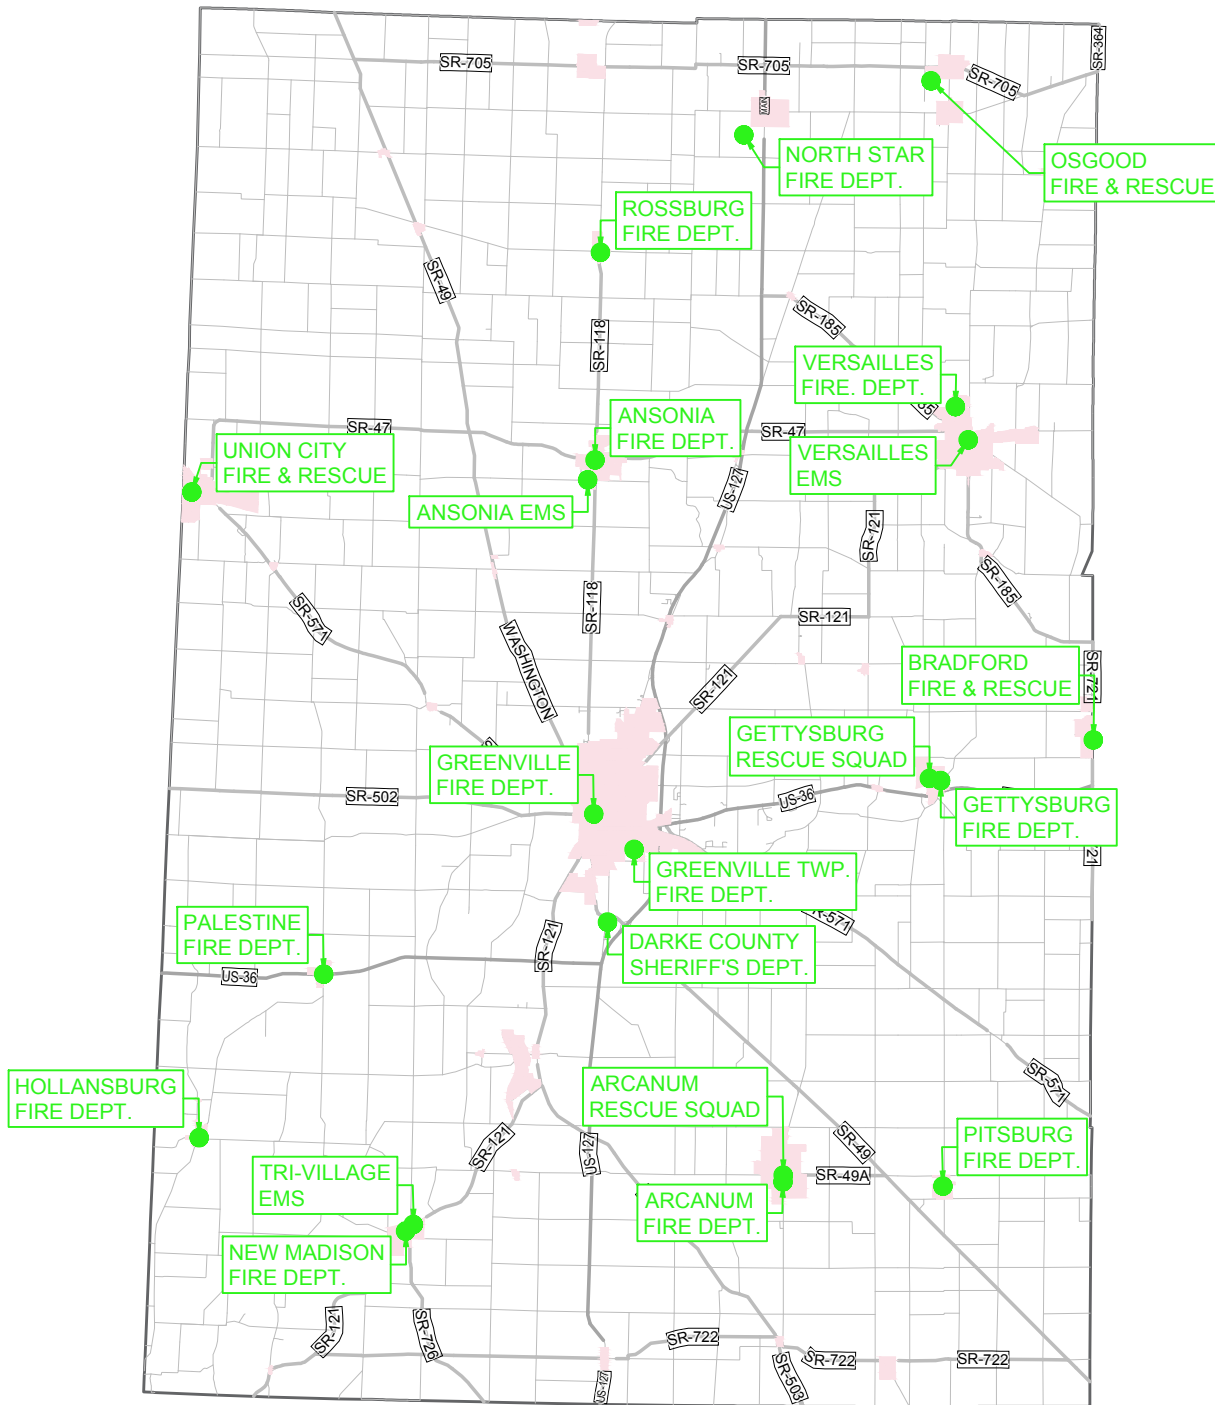 SR-364
SR-705
SR-705
SR-705
MAIN
NORTH STAR
FIRE DEPT.
OSGOOD
FIRE & RESCUE
ROSSBURG
FIRE DEPT.
SR-49
SR-118
SR-185
VERSAILLES
FIRE. DEPT.
ANSONIA
FIRE DEPT.
SR-47
SR-47
UNION CITY
FIRE & RESCUE
VERSAILLES
EMS
US-127
ANSONIA EMS
SR-121
SR-118
SR-185
SR-571
SR-121
WASHINGTON
BRADFORD
FIRE & RESCUE
SR-721
SR-121
GETTYSBURG
RESCUE SQUAD
GREENVILLE
FIRE DEPT.
SR-502
US-36
GETTYSBURG
FIRE DEPT.
GREENVILLE TWP.
FIRE DEPT.
PALESTINE
FIRE DEPT.
SR-121
DARKE COUNTY
SHERIFF'S DEPT.
US-36
HOLLANSBURG
FIRE DEPT.
ARCANUM
RESCUE SQUAD
SR-571
SR-121
US-127
SR-49
PITSBURG
FIRE DEPT.
TRI-VILLAGE
EMS
SR-49A
ARCANUM
FIRE DEPT.
NEW MADISON
FIRE DEPT.
SR-121
SR-726
SR-722
SR-722
SR-722
US-127
SR-503